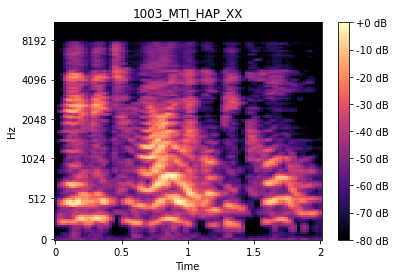 1003_MTI_HAP_XX
+0 dB
8192
-10 dB
4096
-20 dB
-30 dB
2048
Hz
-40 dB
1024
-50 dB
512
-60 dB
-70 dB
0
-80 dB
0
0.5
1
1.5
2
Time